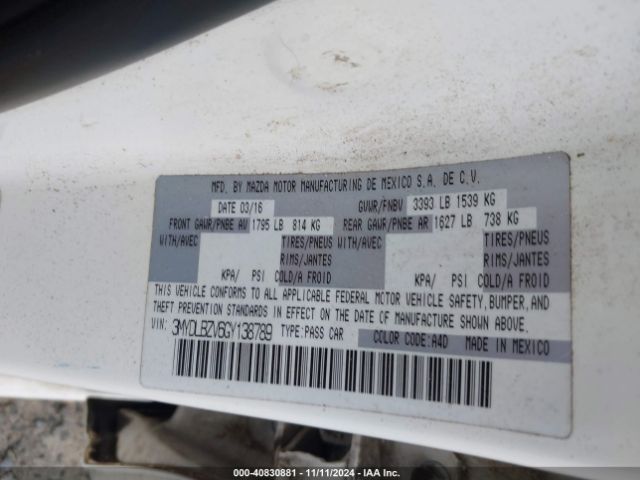 MFD. BY MAZDA MOTOR MANUFACTURING DE MEXICO S.A. DE C.V.
DATE 03/16 GVWR/PNBV 3393 LB 1539 KG
FRONT GAWR/PNBE AV 1795 LB 814 KG REAR GAWR/PNBE AR 1627 LB 738 KG
WITH/AVEC TIRES/PNEUS WITH/AVEC TIRES/PNEUS
RIMS/JANTES RIMS/JANTES
KPA/ PSI COLD/A FROID KPA/ PSI COLD/A FROID
THIS VEHICLE CONFORMS TO ALL APPLICABLE FEDERAL MOTOR VEHICLE SAFETY, BUMPER, AND
THEFT PREVENTION STANDARDS IN EFFECT ON THE DATE OF MANUFACTURE SHOWN ABOVE.
VIN: 3MYDLBZV6GY138789 TYPE:PASS CAR COLOR CODE:A4D MADE IN MEXICO
000-40830881 - 11/11/2024 - IAA Inc.